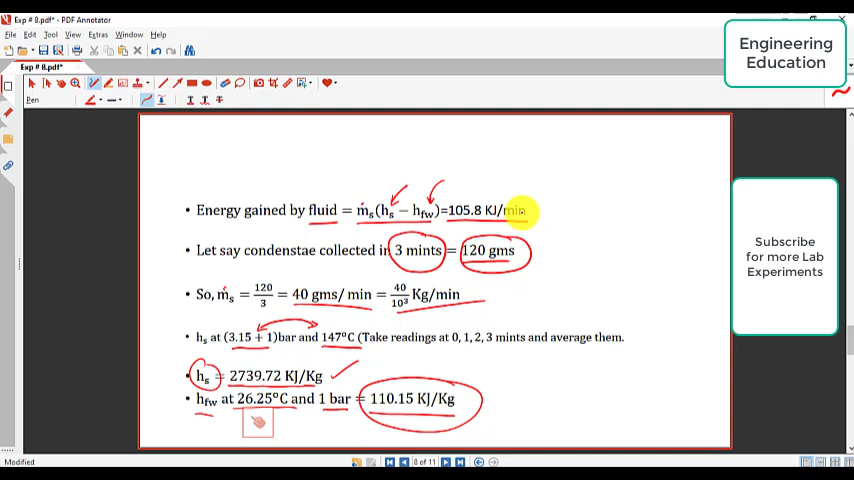 Exp # 8.pdf* - PDF Annotator
File Edit Tool View Extras Window Help
Exp # 8.pdf*
Pen
Engineering
Education
• Energy gained by fluid = ṁₛ(hₛ − h_fw)=105.8 KJ/min
• Let say condenstae collected in 3 mints = 120 gms
• So, ṁₛ = 120/3 = 40 gms/ min = 40/10³ Kg/min
• hₛ at (3.15 + 1)bar and 147°C (Take readings at 0, 1, 2, 3 mints and average them.
• hₛ = 2739.72 KJ/Kg
• h_fw at 26.25°C and 1 bar = 110.15 KJ/Kg
Subscribe
for more Lab
Experiments
Modified
8 of 11